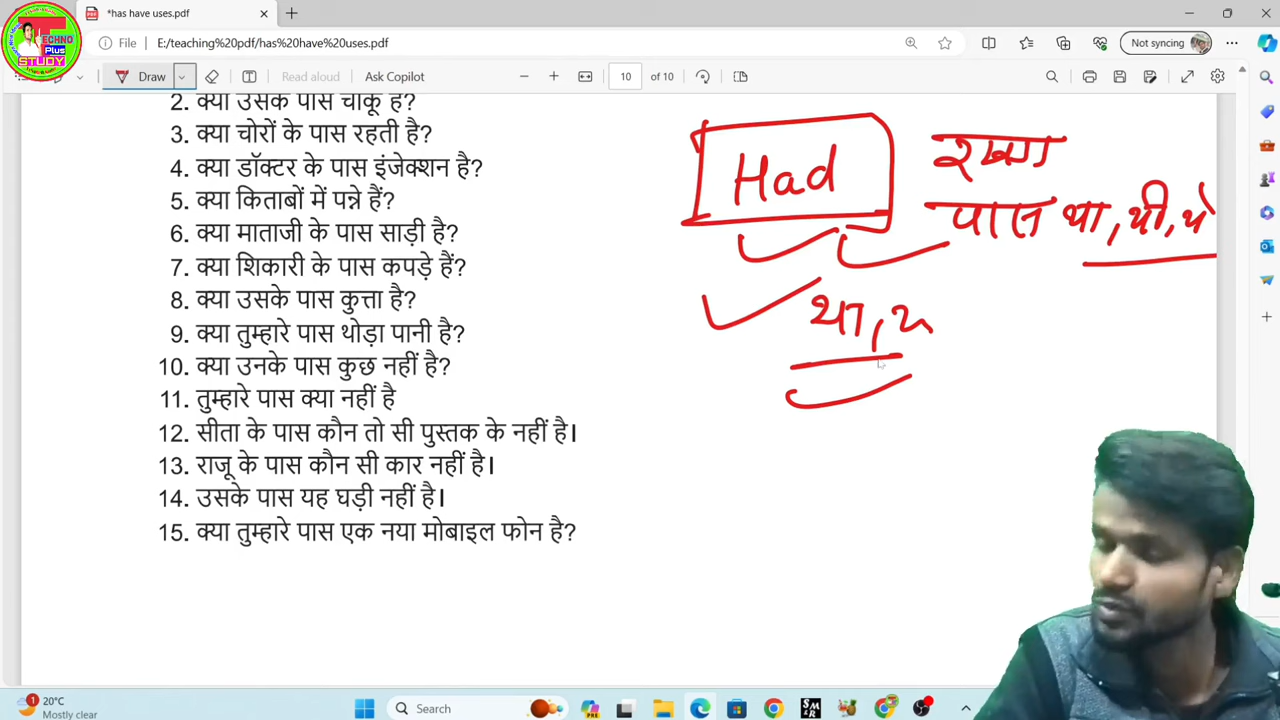 *has have uses.pdf
TECHNO
Plus
STUDY
File E:/teaching%20pdf/has%20have%20uses.pdf Not syncing
Draw Read aloud Ask Copilot 10 of 10
2. क्या उसके पास चाकू है?
3. क्या चोरों के पास रहती है?
4. क्या डॉक्टर के पास इंजेक्शन है?
5. क्या किताबों में पन्ने हैं?
6. क्या माताजी के पास साड़ी है?
7. क्या शिकारी के पास कपड़े हैं?
8. क्या उसके पास कुत्ता है?
9. क्या तुम्हारे पास थोड़ा पानी है?
10. क्या उनके पास कुछ नहीं है?
11. तुम्हारे पास क्या नहीं है
12. सीता के पास कौन तो सी पुस्तक के नहीं है।
13. राजू के पास कौन सी कार नहीं है।
14. उसके पास यह घड़ी नहीं है।
15. क्या तुम्हारे पास एक नया मोबाइल फोन है?
Had
पास था, थी, थे
था,
20°C
Mostly clear
Search